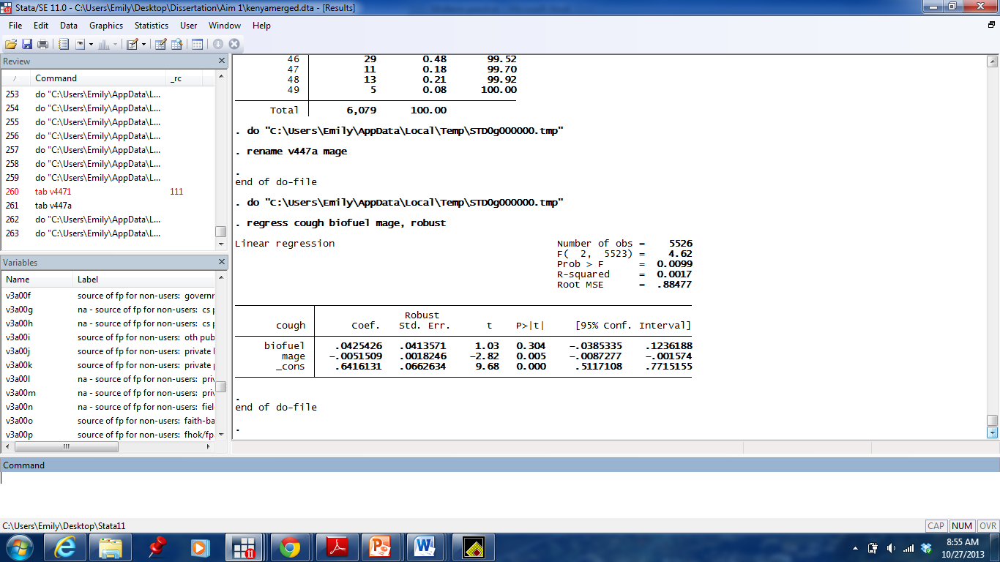 Stata/SE 11.0 - C:\Users\Emily\Desktop\Dissertation\Aim 1\kenyamerged.dta - [Results]
File Edit Data Graphics Statistics User Window Help
Review
/ Command _rc
253 do "C:\Users\Emily\AppData\L...
254 do "C:\Users\Emily\AppData\L...
255 do "C:\Users\Emily\AppData\L...
256 do "C:\Users\Emily\AppData\L...
257 do "C:\Users\Emily\AppData\L...
258 do "C:\Users\Emily\AppData\L...
259 do "C:\Users\Emily\AppData\L...
260 tab v4471 111
261 tab v447a
262 do "C:\Users\Emily\AppData\L...
263 do "C:\Users\Emily\AppData\L...
Variables
Name Label
v3a00f source of fp for non-users: governr
v3a00g na - source of fp for non-users: cs p
v3a00h na - source of fp for non-users: cs p
v3a00i source of fp for non-users: oth pub
v3a00j source of fp for non-users: private h
v3a00k source of fp for non-users: private p
v3a00l na - source of fp for non-users: priv
v3a00m na - source of fp for non-users: priv
v3a00n na - source of fp for non-users: fiel
v3a00o source of fp for non-users: faith-ba
v3a00p source of fp for non-users: fhok/fp
46 29 0.48 99.52
47 11 0.18 99.70
48 13 0.21 99.92
49 5 0.08 100.00
Total 6,079 100.00
. do "C:\Users\Emily\AppData\Local\Temp\STD0g000000.tmp"
. rename v447a mage
.
end of do-file
. do "C:\Users\Emily\AppData\Local\Temp\STD0g000000.tmp"
. regress cough biofuel mage, robust
Linear regression Number of obs = 5526
F( 2, 5523) = 4.62
Prob > F = 0.0099
R-squared = 0.0017
Root MSE = .88477
Robust
cough Coef. Std. Err. t P>|t| [95% Conf. Interval]
biofuel .0425426 .0413571 1.03 0.304 -.0385335 .1236188
mage -.0051509 .0018246 -2.82 0.005 -.0087277 -.001574
_cons .6416131 .0662634 9.68 0.000 .5117108 .7715155
.
end of do-file
.
Command
C:\Users\Emily\Desktop\Stata11 CAP NUM OVR
8:55 AM
10/27/2013